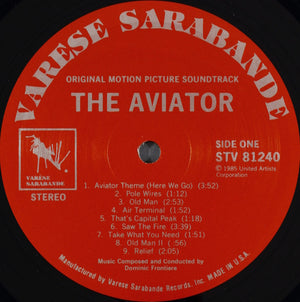 VARESE SARABANDE
ORIGINAL MOTION PICTURE SOUNDTRACK
THE AVIATOR
VARÈSE
SARABANDE
STEREO
SIDE ONE
STV 81240
© 1985 United Artists
Corporation
1. Aviator Theme (Here We Go) (3:52)
2. Pole Wires (1:12)
3. Old Man (2:53)
4. Air Terminal (1:52)
5. That's Capital Peak (1:18)
6. Saw The Fire (3:39)
7. Take What You Need (1:51)
8. Old Man II (:56)
9. Relief (2:05)
Music Composed and Conducted by
Dominic Frontiere
Manufactured by Varese Sarabande Records, Inc. MADE IN U.S.A.